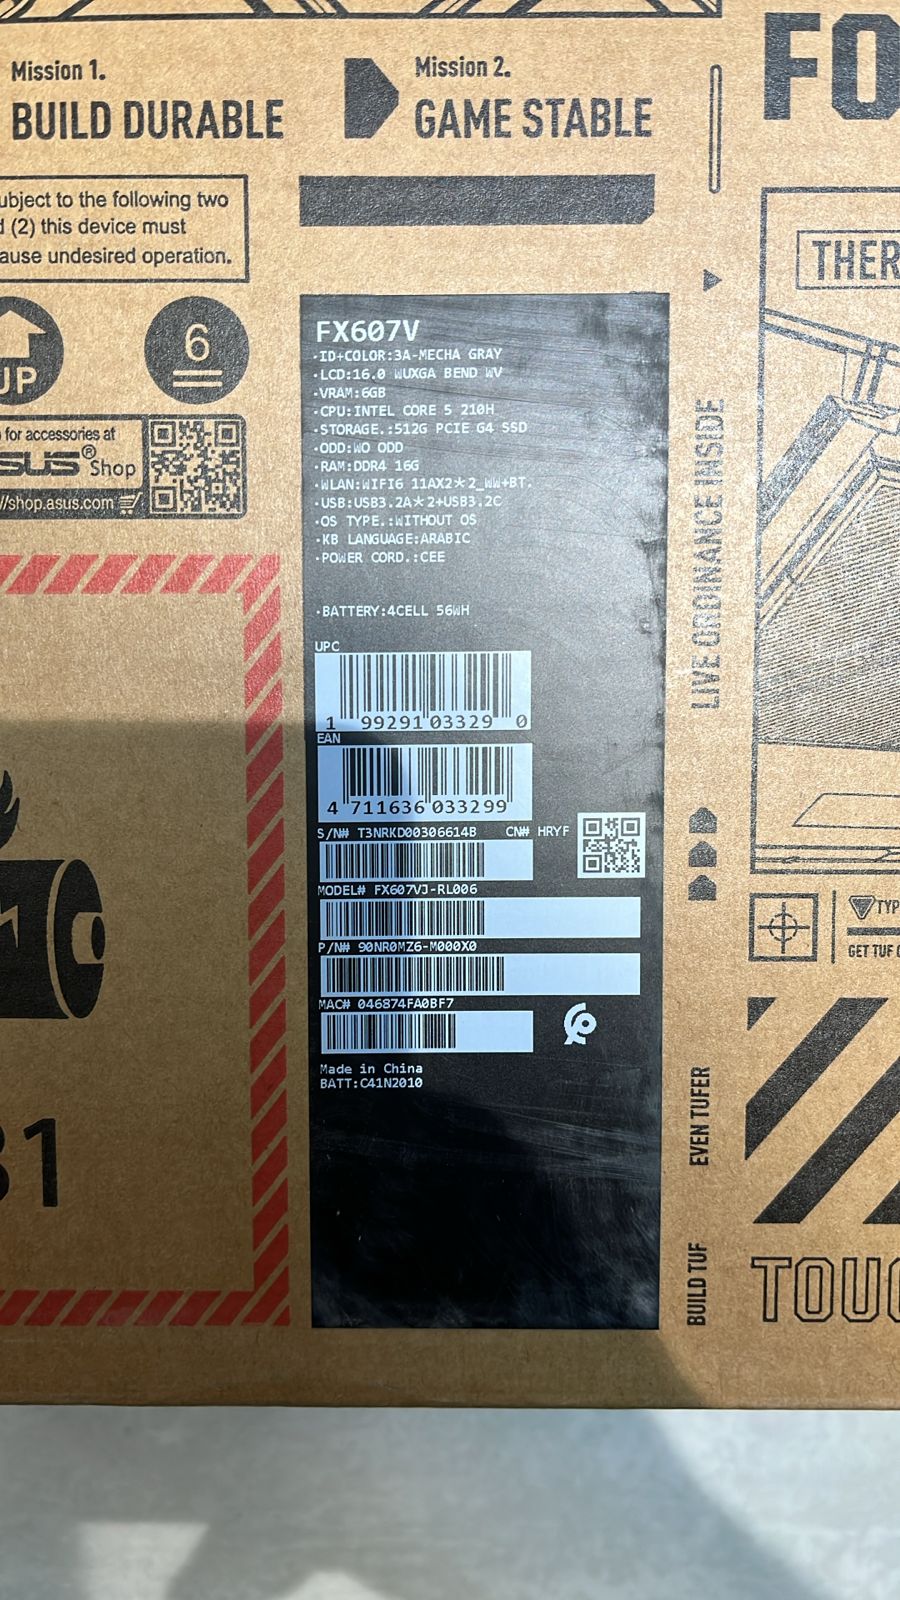 Mission 1.
BUILD DURABLE
Mission 2.
GAME STABLE
FO
ubject to the following two
d (2) this device must
ause undesired operation.
THER
UP
6
for accessories at
SUS® Shop
//shop.asus.com
FX607V
·ID+COLOR:3A-MECHA GRAY
·LCD:16.0 WUXGA BEND WV
·VRAM:6GB
·CPU:INTEL CORE 5 210H
·STORAGE.:512G PCIE G4 SSD
·ODD:WO ODD
·RAM:DDR4 16G
·WLAN:WIFI6 11AX2*2_WW+BT.
·USB:USB3.2A*2+USB3.2C
·OS TYPE.:WITHOUT OS
·KB LANGUAGE:ARABIC
·POWER CORD.:CEE
·BATTERY:4CELL 56WH
UPC
1 99291 03329 0
EAN
4 711636 033299
S/N# T3NRKD00306614B CN# HRYF
MODEL# FX607VJ-RL006
P/N# 90NR0MZ6-M000X0
MAC# 046874FA0BF7
Made in China
BATT:C41N2010
LIVE ORDINANCE INSIDE
TYP
GET TUF
EVEN TUFER
BUILD TUF
TOUG
31